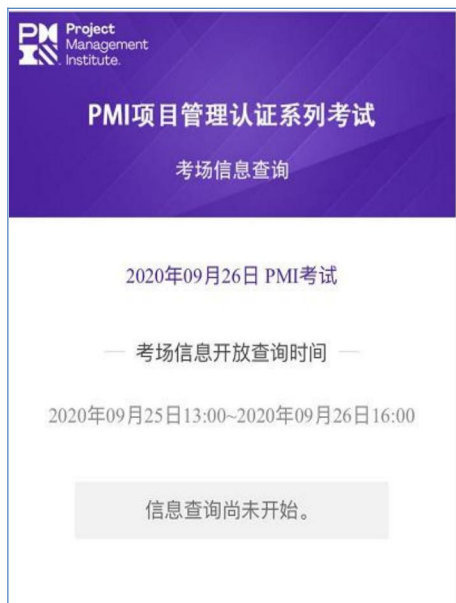 Project
Management
Institute.
PMI项目管理认证系列考试
考场信息查询
2020年09月26日 PMI考试
考场信息开放查询时间
2020年09月25日13:00~2020年09月26日16:00
信息查询尚未开始。